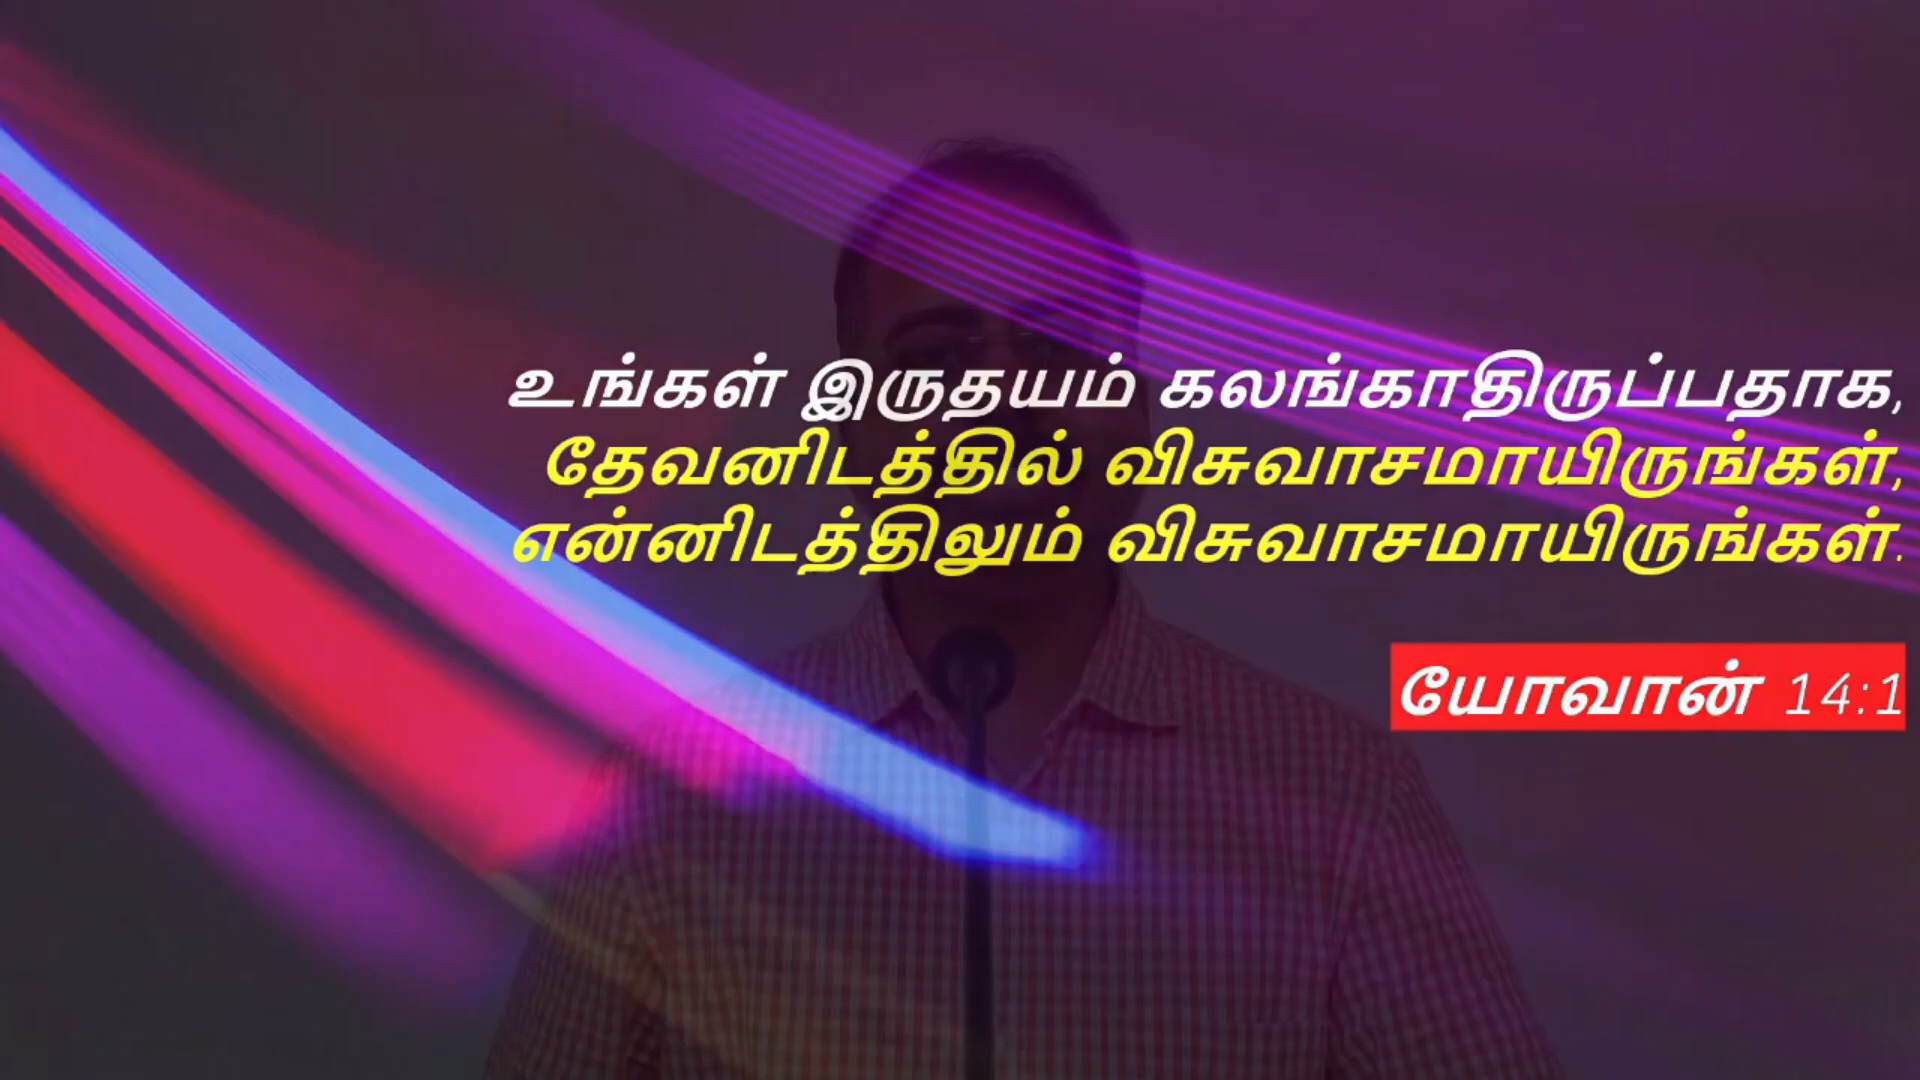 உங்கள் இருதயம் கலங்காதிருப்பதாக,
தேவனிடத்தில் விசுவாசமாயிருங்கள்,
என்னிடத்திலும் விசுவாசமாயிருங்கள்.
யோவான் 14:1